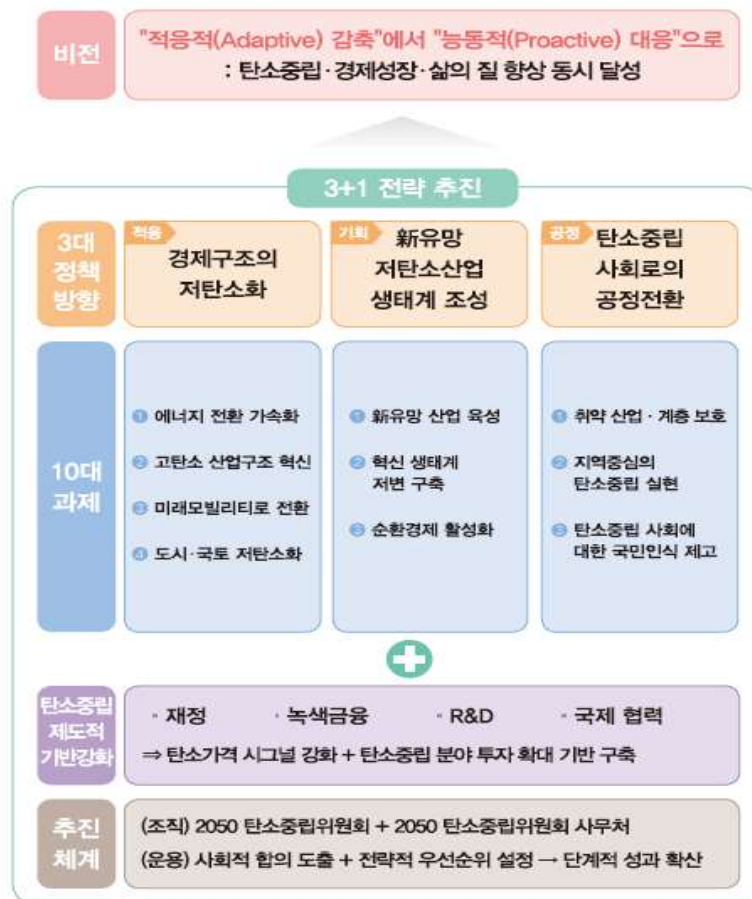 비전
"적응적(Adaptive) 감축"에서 "능동적(Proactive) 대응"으로
: 탄소중립·경제성장·삶의 질 향상 동시 달성
3+1 전략 추진
3대
정책
방향
적응
경제구조의
저탄소화
기회
新유망
저탄소산업
생태계 조성
공정
탄소중립
사회로의
공정전환
10대
과제
1 에너지 전환 가속화
2 고탄소 산업구조 혁신
3 미래모빌리티로 전환
4 도시·국토 저탄소화
1 新유망 산업 육성
2 혁신 생태계
저변 구축
3 순환경제 활성화
1 취약 산업·계층 보호
2 지역중심의
탄소중립 실현
3 탄소중립 사회에
대한 국민인식 제고
탄소중립
제도적
기반강화
· 재정 · 녹색금융 · R&D · 국제 협력
⇒ 탄소가격 시그널 강화 + 탄소중립 분야 투자 확대 기반 구축
추진
체계
(조직) 2050 탄소중립위원회 + 2050 탄소중립위원회 사무처
(운용) 사회적 합의 도출 + 전략적 우선순위 설정 → 단계적 성과 확산